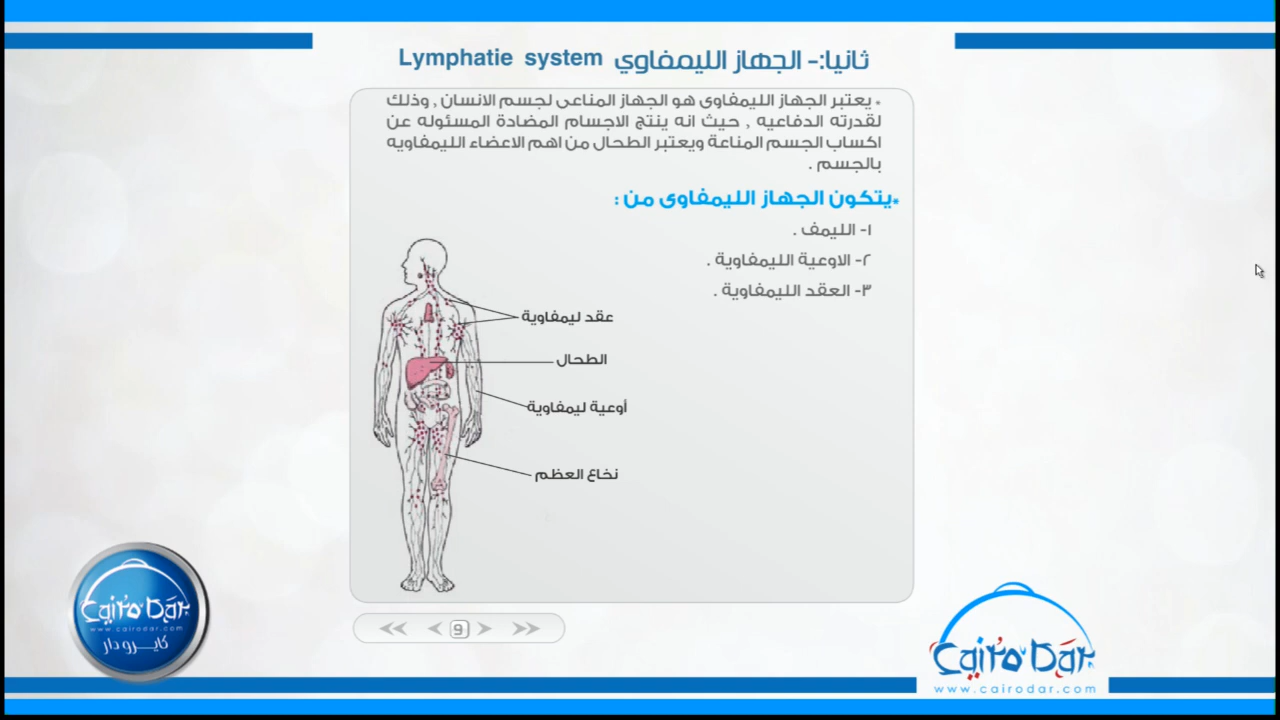 ثانيا:- الجهاز الليمفاوي Lymphatie system
* يعتبر الجهاز الليمفاوى هو الجهاز المناعى لجسم الانسان , وذلك
لقدرته الدفاعيه , حيث انه ينتج الاجسام المضادة المسئوله عن
اكساب الجسم المناعة ويعتبر الطحال من اهم الاعضاء الليمفاويه
بالجسم .
*يتكون الجهاز الليمفاوى من :
١- الليمف .
٢- الاوعية الليمفاوية .
٣- العقد الليمفاوية .
عقد ليمفاوية
الطحال
أوعية ليمفاوية
نخاع العظم
9
Cairo Dar
www.cairodar.com
كايرو دار
Cairo Dar
www.cairodar.com